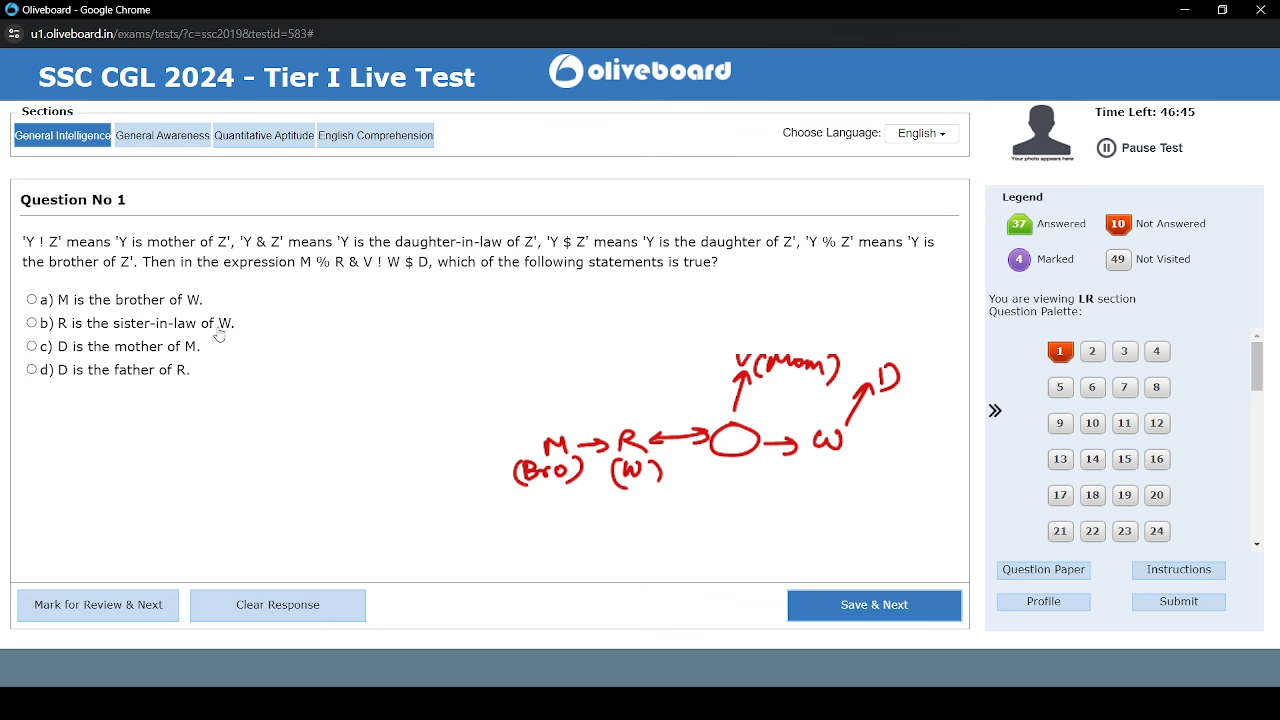 Oliveboard - Google Chrome
u1.oliveboard.in/exams/tests/?c=ssc2019&testid=583#
SSC CGL 2024 - Tier I Live Test
oliveboard
Sections
General Intelligence
General Awareness
Quantitative Aptitude
English Comprehension
Choose Language:
English
Your photo appears here
Time Left: 46:45
Pause Test
Question No 1
'Y ! Z' means 'Y is mother of Z', 'Y & Z' means 'Y is the daughter-in-law of Z', 'Y $ Z' means 'Y is the daughter of Z', 'Y % Z' means 'Y is
the brother of Z'. Then in the expression M % R & V ! W $ D, which of the following statements is true?
a) M is the brother of W.
b) R is the sister-in-law of W.
c) D is the mother of M.
d) D is the father of R.
V (Mom)
D
M
R
W
(Bro)
(W)
Legend
37 Answered
10 Not Answered
4 Marked
49 Not Visited
You are viewing LR section
Question Palette:
1 2 3 4
5 6 7 8
9 10 11 12
13 14 15 16
17 18 19 20
21 22 23 24
Question Paper
Instructions
Profile
Submit
Mark for Review & Next
Clear Response
Save & Next